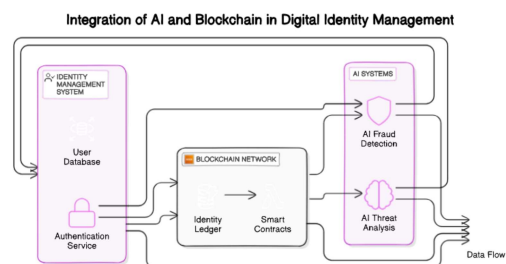 Integration of AI and Blockchain in Digital Identity Management
IDENTITY
MANAGEMENT
SYSTEM
User
Database
Authentication
Service
BLOCKCHAIN NETWORK
Identity
Ledger
Smart
Contracts
AI SYSTEMS
AI Fraud
Detection
AI Threat
Analysis
Data Flow